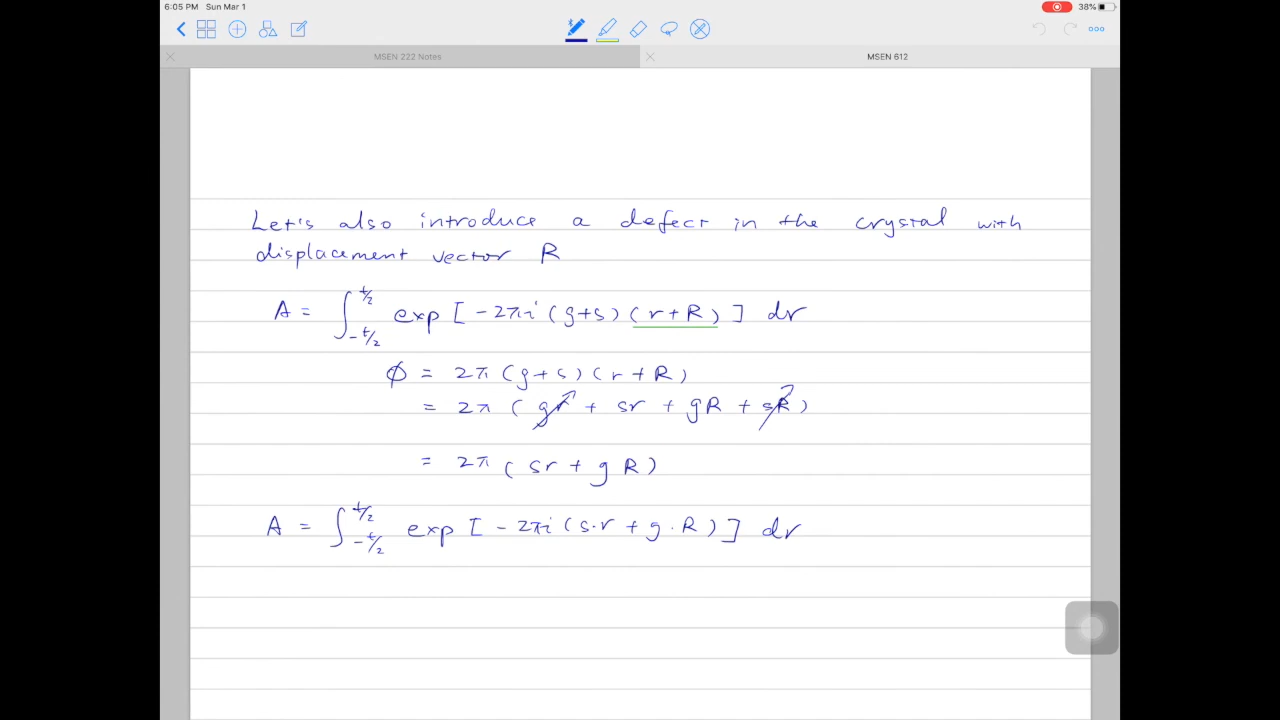 6:05 PM Sun Mar 1 38%
MSEN 222 Notes MSEN 612
Let's also introduce a defect in the crystal with
displacement vector R
A = ∫_{-t/2}^{t/2} exp [ -2πi (g+s) (r+R) ] dr
φ = 2π (g+s) (r+R)
= 2π ( gr + sr + gR + sR )
= 2π ( sr + g R )
A = ∫_{-t/2}^{t/2} exp [ -2πi (s·r + g·R) ] dr